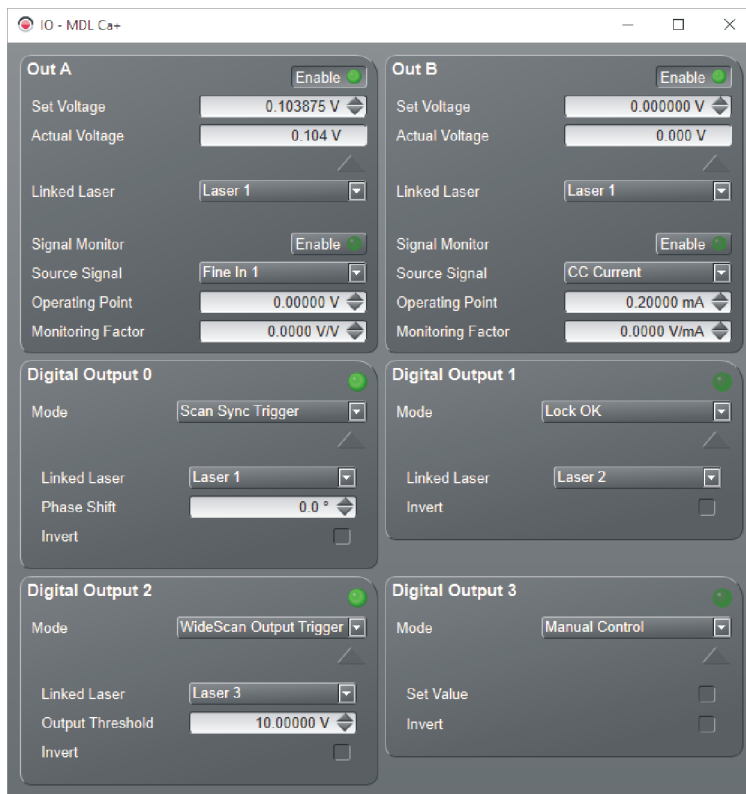 IO - MDL Ca+
Out A
Enable
Set Voltage 0.103875 V
Actual Voltage 0.104 V
Linked Laser Laser 1
Signal Monitor Enable
Source Signal Fine In 1
Operating Point 0.00000 V
Monitoring Factor 0.0000 V/V
Out B
Enable
Set Voltage 0.000000 V
Actual Voltage 0.000 V
Linked Laser Laser 1
Signal Monitor Enable
Source Signal CC Current
Operating Point 0.20000 mA
Monitoring Factor 0.0000 V/mA
Digital Output 0
Mode Scan Sync Trigger
Linked Laser Laser 1
Phase Shift 0.0 °
Invert
Digital Output 1
Mode Lock OK
Linked Laser Laser 2
Invert
Digital Output 2
Mode WideScan Output Trigger
Linked Laser Laser 3
Output Threshold 10.00000 V
Invert
Digital Output 3
Mode Manual Control
Set Value
Invert